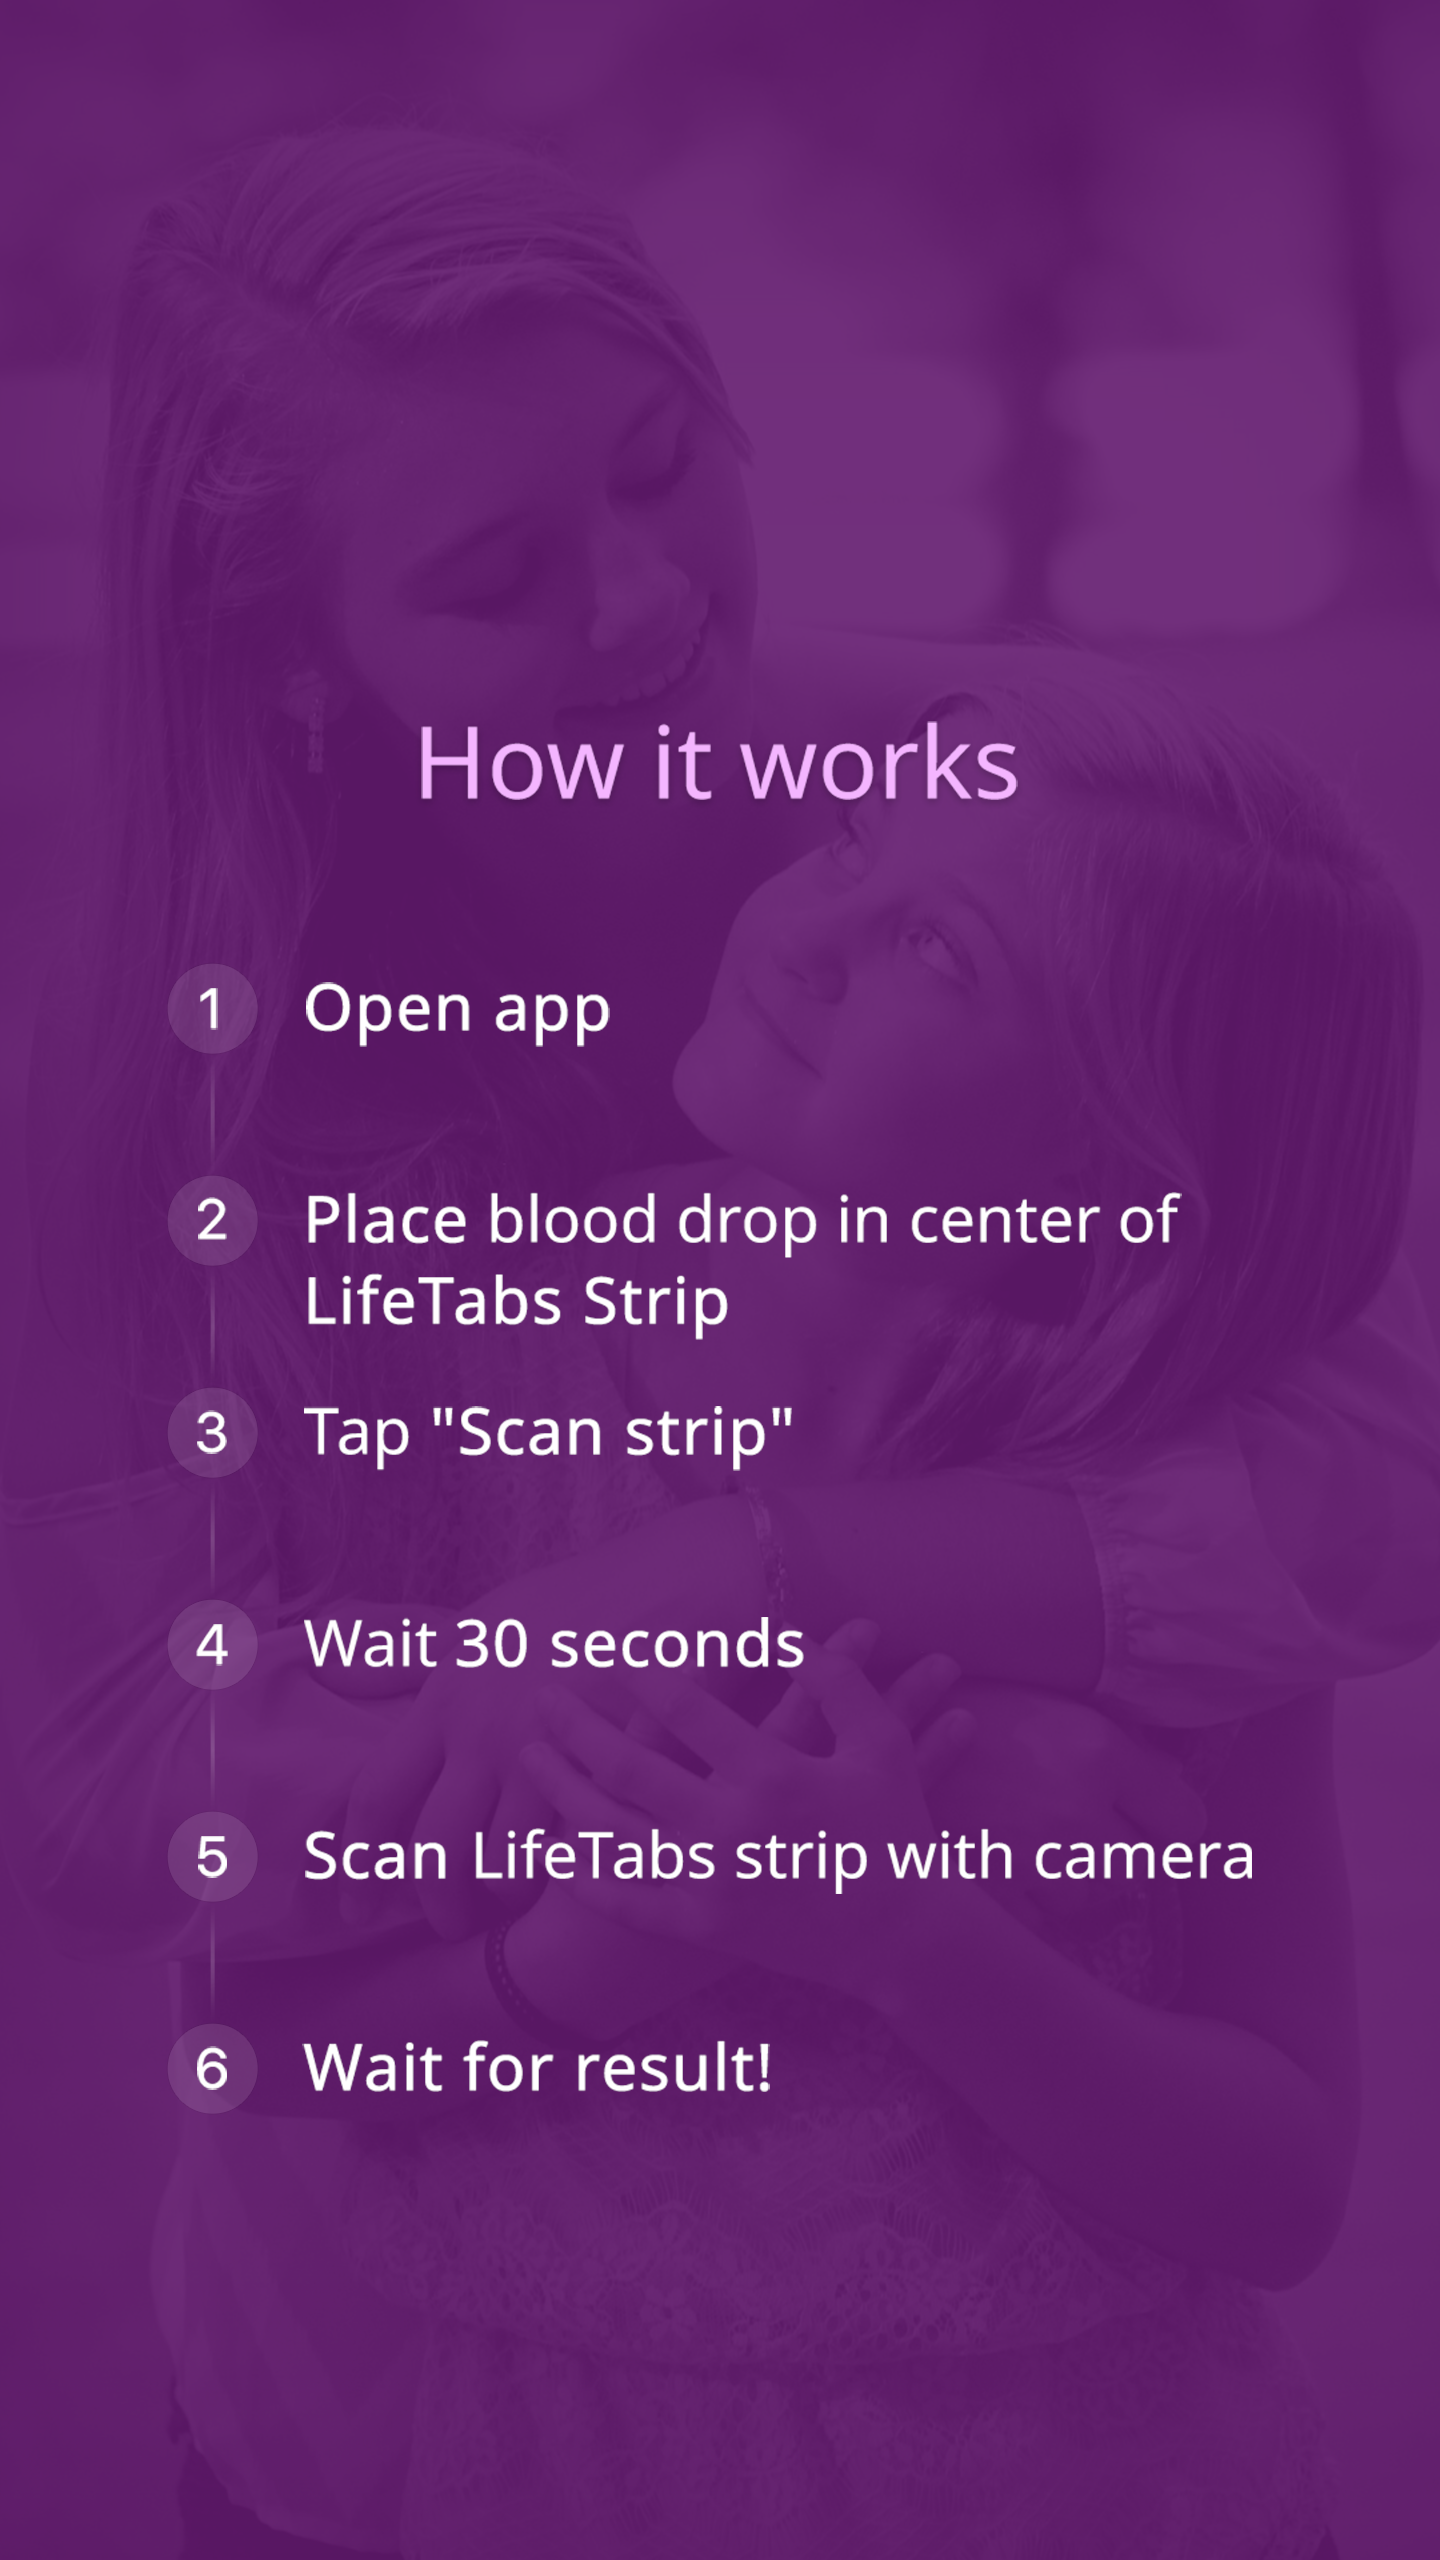 How it works
1 Open app
2 Place blood drop in center of
LifeTabs Strip
3 Tap "Scan strip"
4 Wait 30 seconds
5 Scan LifeTabs strip with camera
6 Wait for result!